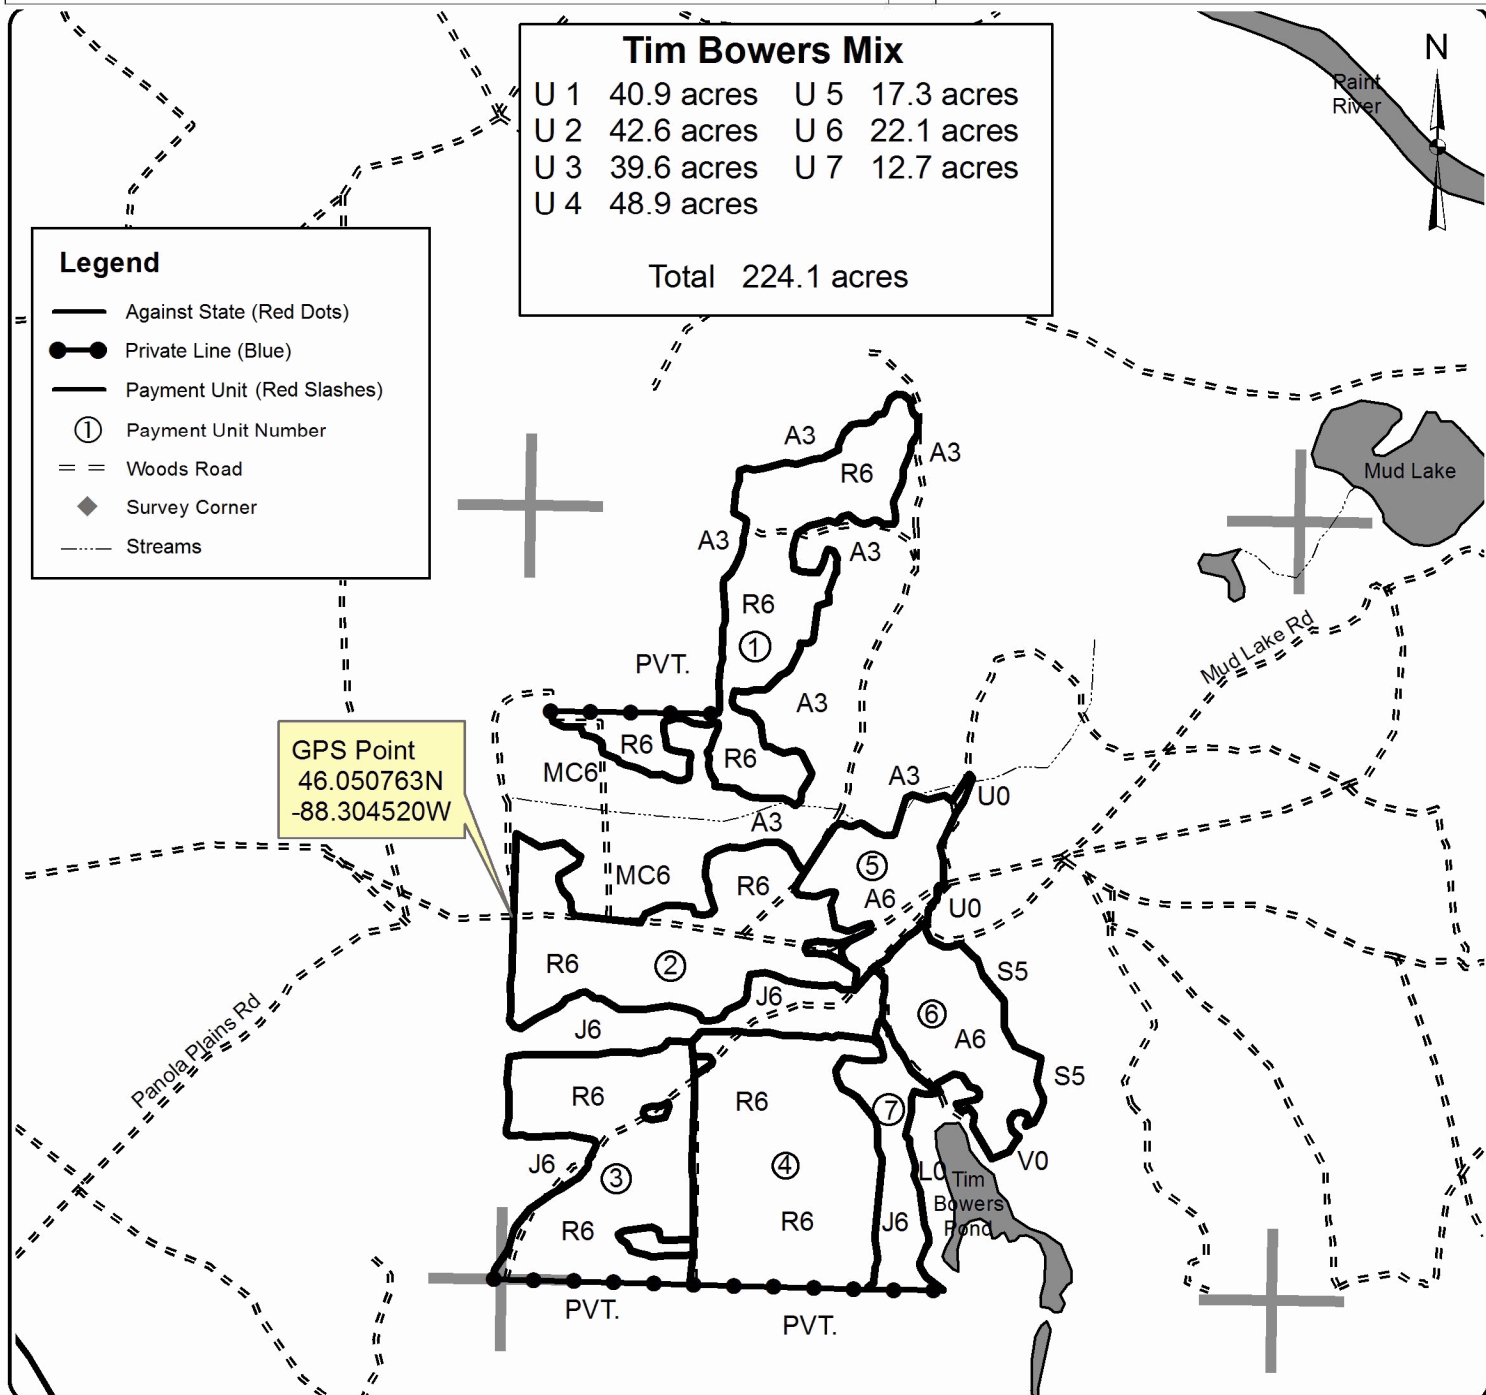 Tim Bowers Mix
U 1 40.9 acres U 5 17.3 acres
U 2 42.6 acres U 6 22.1 acres
U 3 39.6 acres U 7 12.7 acres
U 4 48.9 acres
Total 224.1 acres
N
Paint
River
Legend
Against State (Red Dots)
Private Line (Blue)
Payment Unit (Red Slashes)
1 Payment Unit Number
Woods Road
Survey Corner
Streams
A3
A3
R6
Mud Lake
A3
A3
R6
1
Mud Lake Rd
PVT.
A3
R6
R6
MC6
GPS Point
46.050763N
-88.304520W
A3
U0
A3
5
MC6
R6
A6
U0
R6
2
S5
J6
6
J6
A6
Panola Plains Rd
S5
R6
R6
7
J6
3
4
V0
L0
Tim
Bowers
Pond
R6
R6
J6
PVT.
PVT.